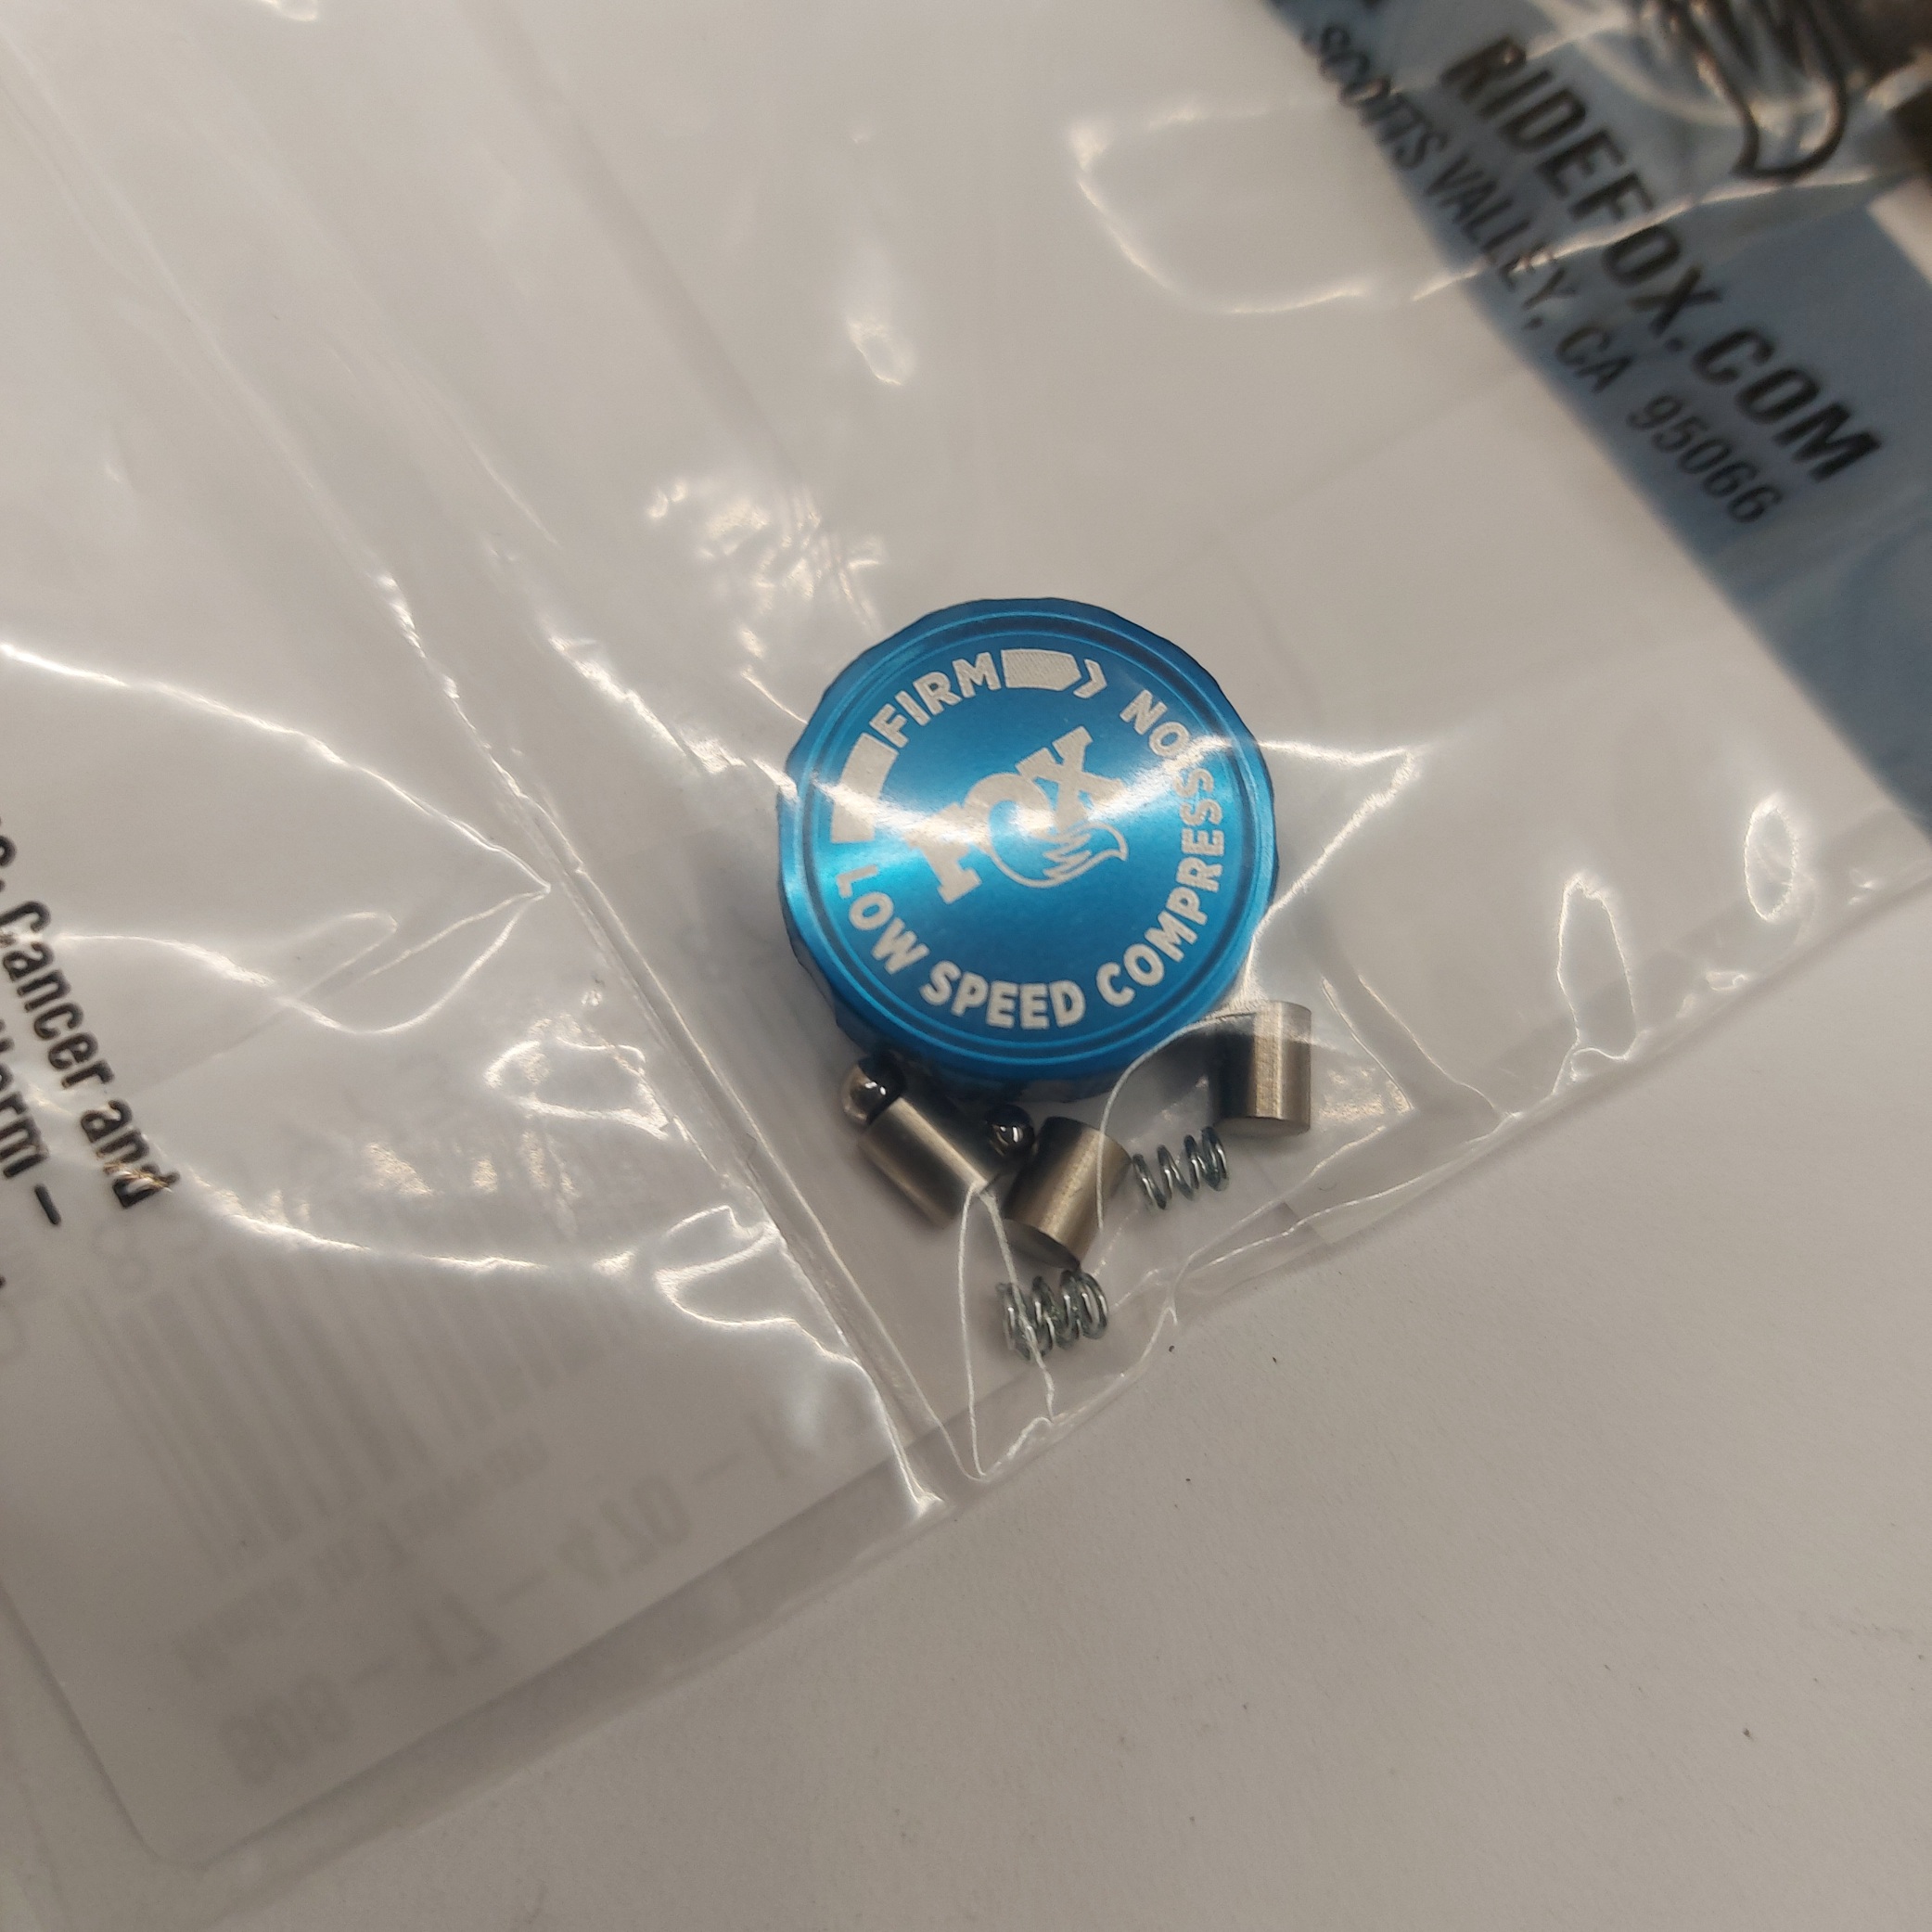 RIDEFOX.COM
SCOTTS VALLEY, CA 95066
FIRM
FOX
LOW SPEED COMPRESSION
Cancer and
Harm -